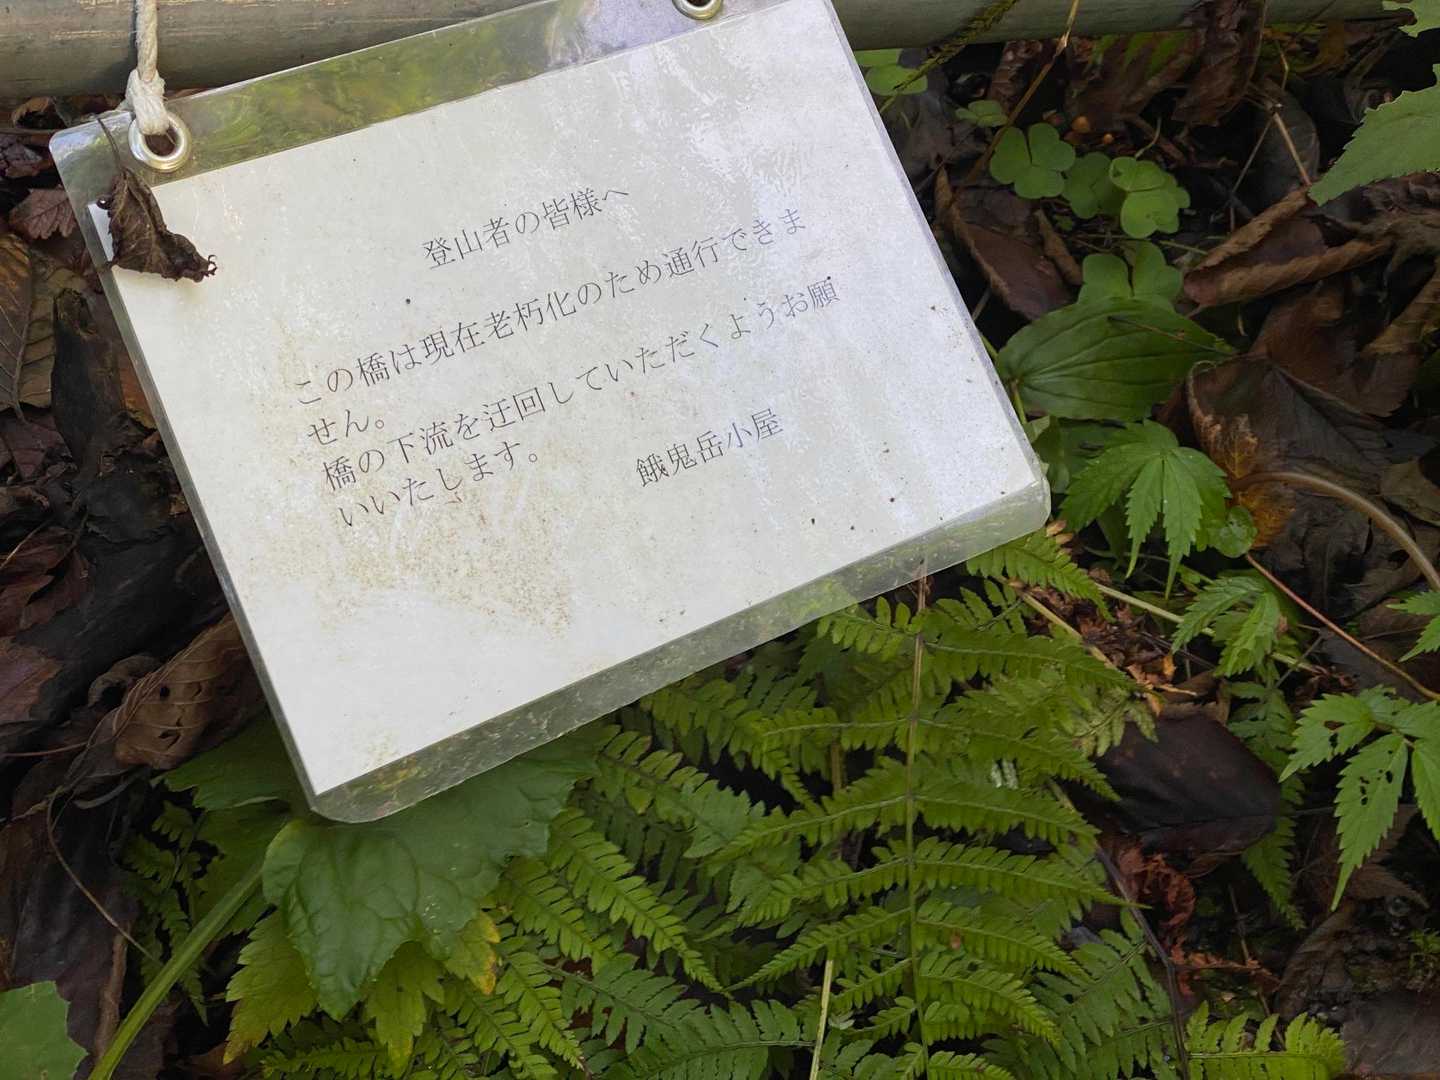 登山者の皆様へ
この橋は現在老朽化のため通行できま
せん。
橋の下流を迂回していただくようお願
いいたします。
餓鬼岳小屋